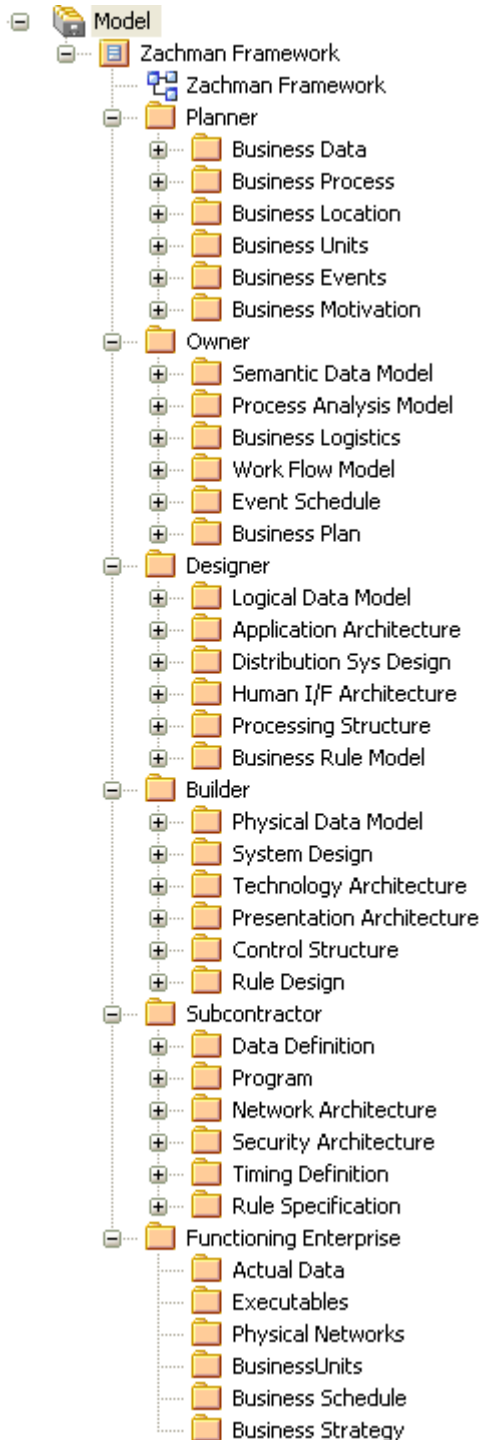 Model
Zachman Framework
Zachman Framework
Planner
Business Data
Business Process
Business Location
Business Units
Business Events
Business Motivation
Owner
Semantic Data Model
Process Analysis Model
Business Logistics
Work Flow Model
Event Schedule
Business Plan
Designer
Logical Data Model
Application Architecture
Distribution Sys Design
Human I/F Architecture
Processing Structure
Business Rule Model
Builder
Physical Data Model
System Design
Technology Architecture
Presentation Architecture
Control Structure
Rule Design
Subcontractor
Data Definition
Program
Network Architecture
Security Architecture
Timing Definition
Rule Specification
Functioning Enterprise
Actual Data
Executables
Physical Networks
BusinessUnits
Business Schedule
Business Strategy